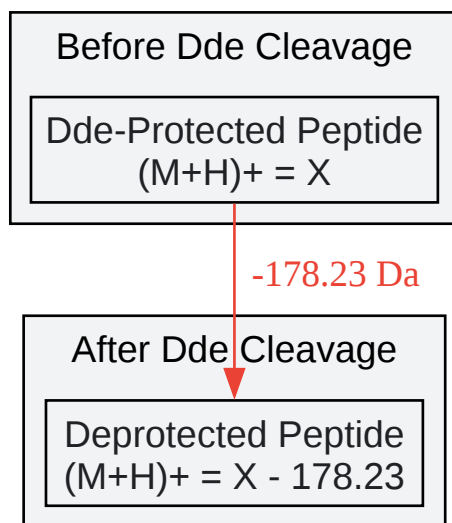 Before Dde Cleavage
Dde-Protected Peptide
(M+H)+ = X
-178.23 Da
After Dde Cleavage
Deprotected Peptide
(M+H)+ = X - 178.23